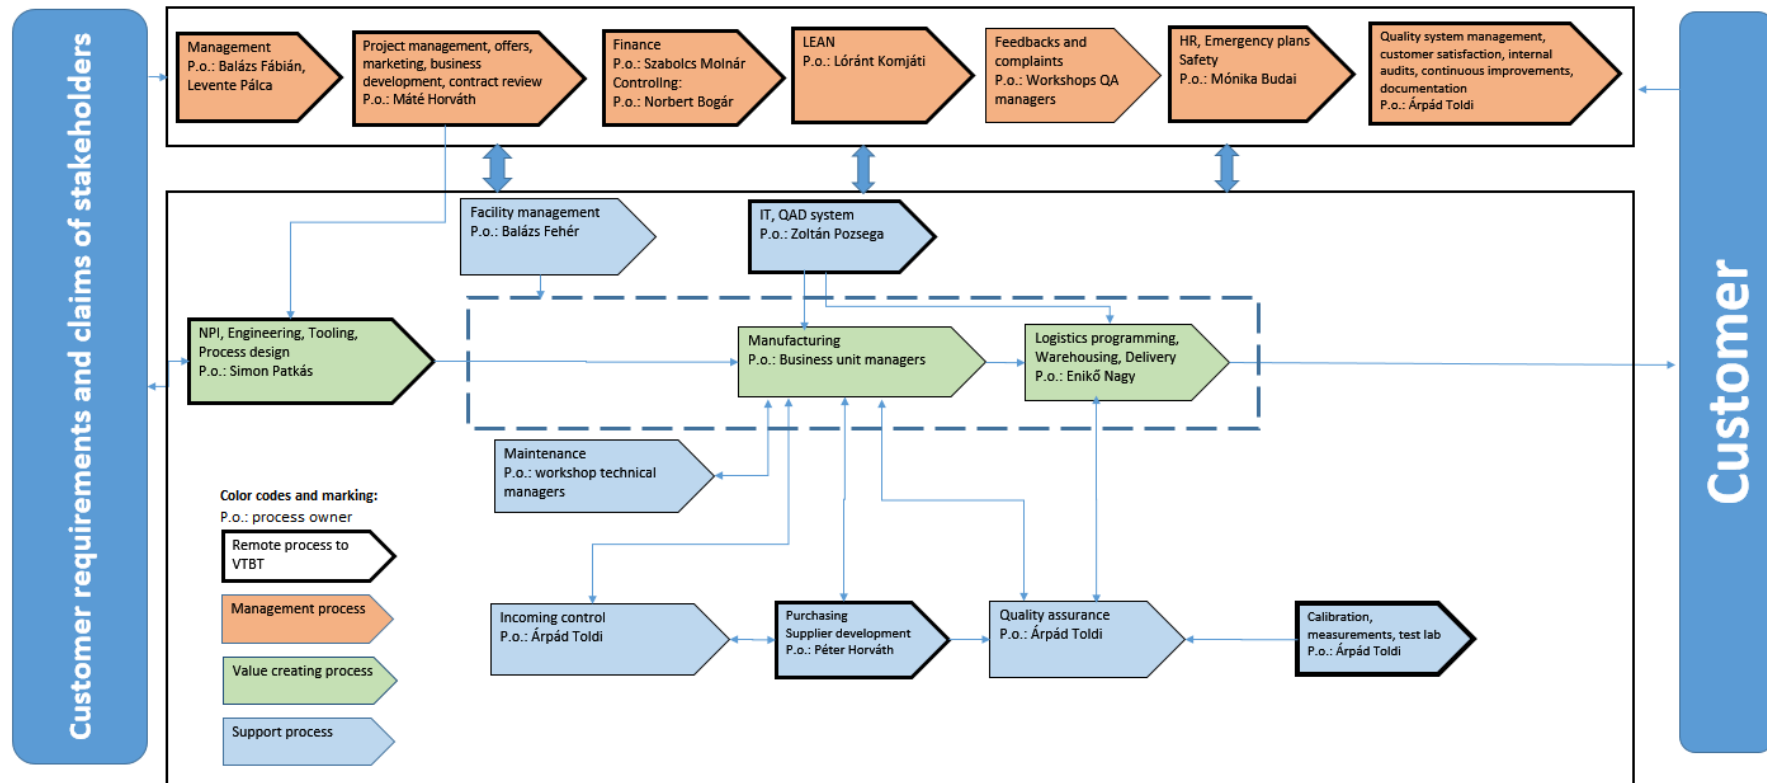 Customer requirements and claims of stakeholders
Management
P.o.: Balázs Fábián,
Levente Pálca
Project management, offers,
marketing, business
development, contract review
P.o.: Máté Horváth
Finance
P.o.: Szabolcs Molnár
Controllng:
P.o.: Norbert Bogár
LEAN
P.o.: Lóránt Komjáti
Feedbacks and
complaints
P.o.: Workshops QA
managers
HR, Emergency plans
Safety
P.o.: Mónika Budai
Quality system management,
customer satisfaction, internal
audits, continuous improvements,
documentation
P.o.: Árpád Toldi
Customer
Facility management
P.o.: Balázs Fehér
IT, QAD system
P.o.: Zoltán Pozsega
NPI, Engineering, Tooling,
Process design
P.o.: Simon Patkás
Manufacturing
P.o.: Business unit managers
Logistics programming,
Warehousing, Delivery
P.o.: Enikő Nagy
Maintenance
P.o.: workshop technical
managers
Color codes and marking:
P.o.: process owner
Remote process to
VTBT
Management process
Value creating process
Support process
Incoming control
P.o.: Árpád Toldi
Purchasing
Supplier development
P.o.: Péter Horváth
Quality assurance
P.o.: Árpád Toldi
Calibration,
measurements, test lab
P.o.: Árpád Toldi